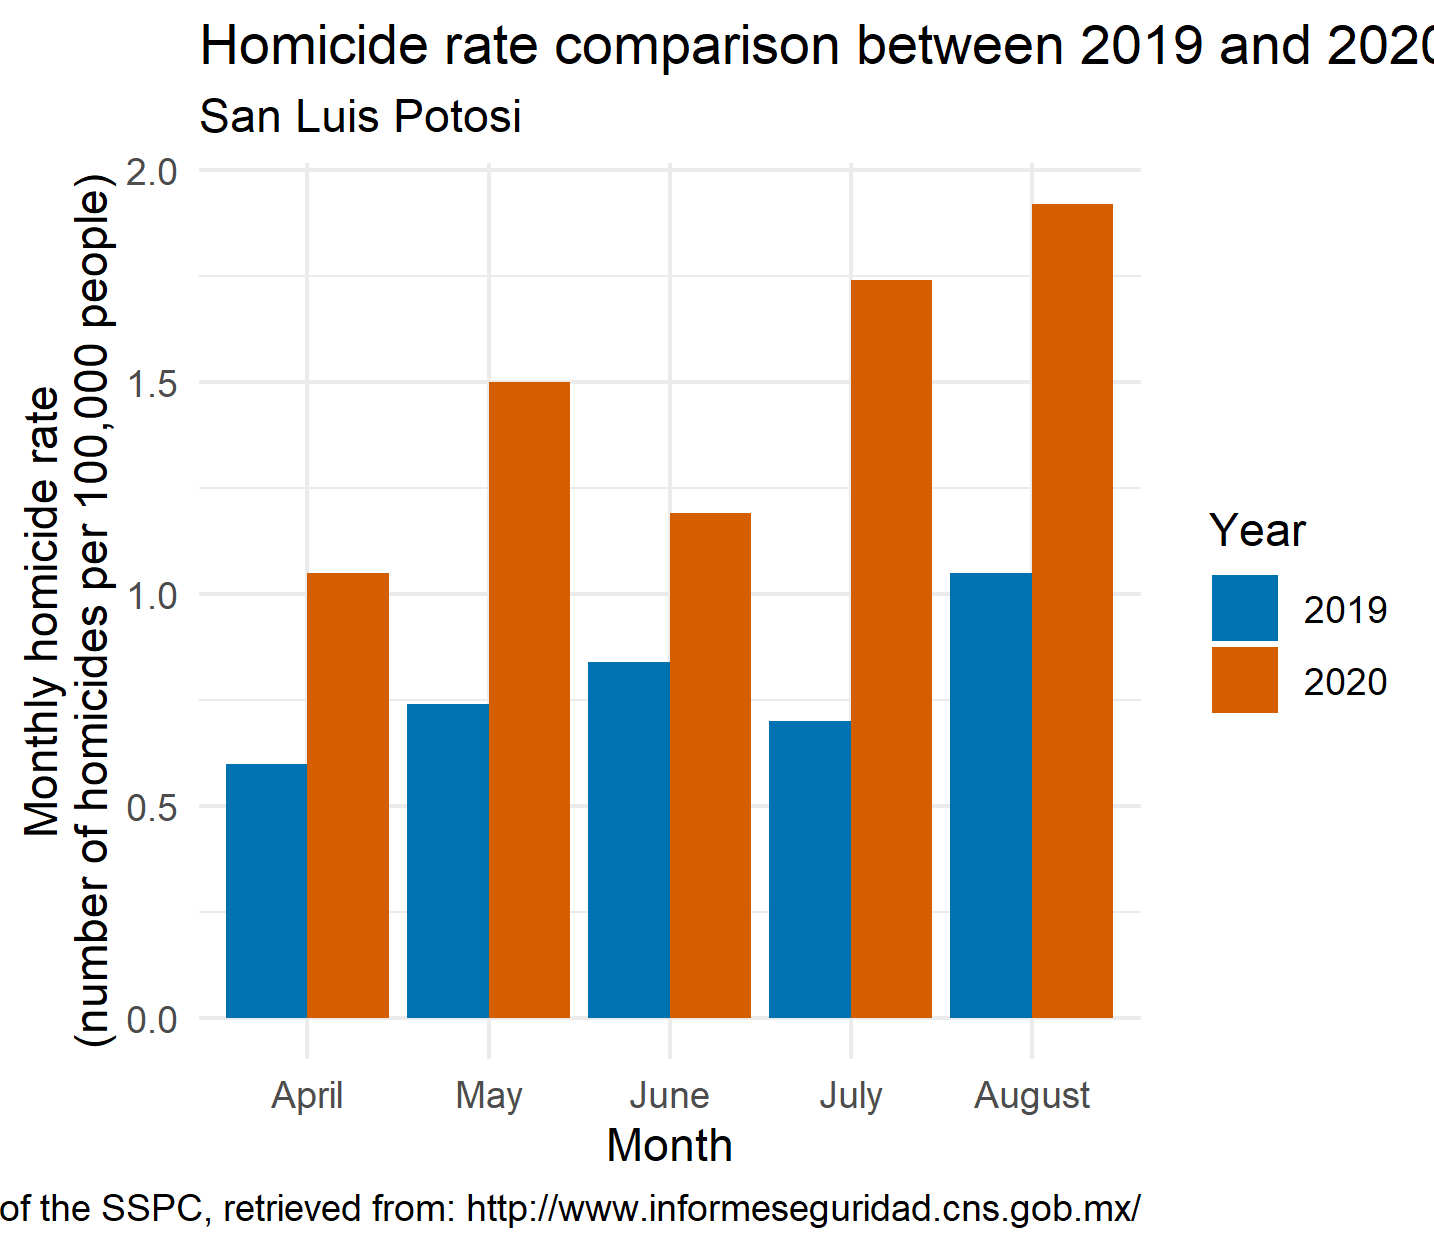 Homicide rate comparison between 2019 and 2020
San Luis Potosi
Monthly homicide rate
(number of homicides per 100,000 people)
2.0
1.5
1.0
0.5
0.0
April May June July August
Month
Year
2019
2020
of the SSPC, retrieved from: http://www.informeseguridad.cns.gob.mx/